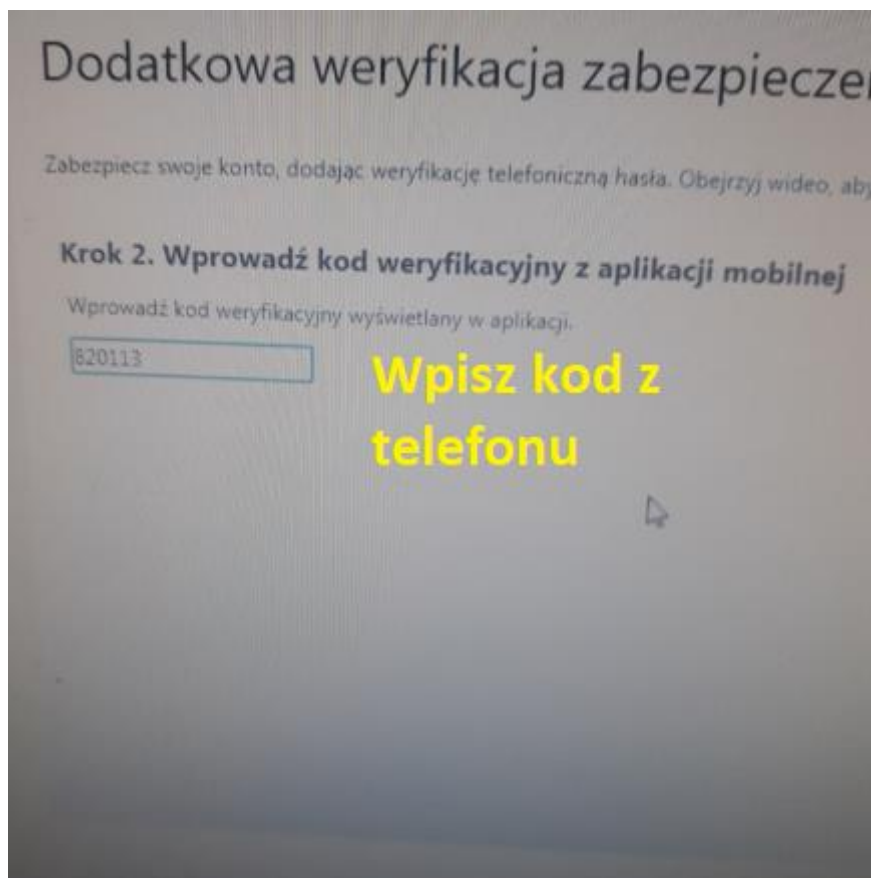 Dodatkowa weryfikacja zabezpiecze
Zabezpiecz swoje konto, dodając weryfikację telefoniczną hasła. Obejrzyj wideo, aby
Krok 2. Wprowadź kod weryfikacyjny z aplikacji mobilnej
Wprowadź kod weryfikacyjny wyświetlany w aplikacji.
820113
Wpisz kod z
telefonu